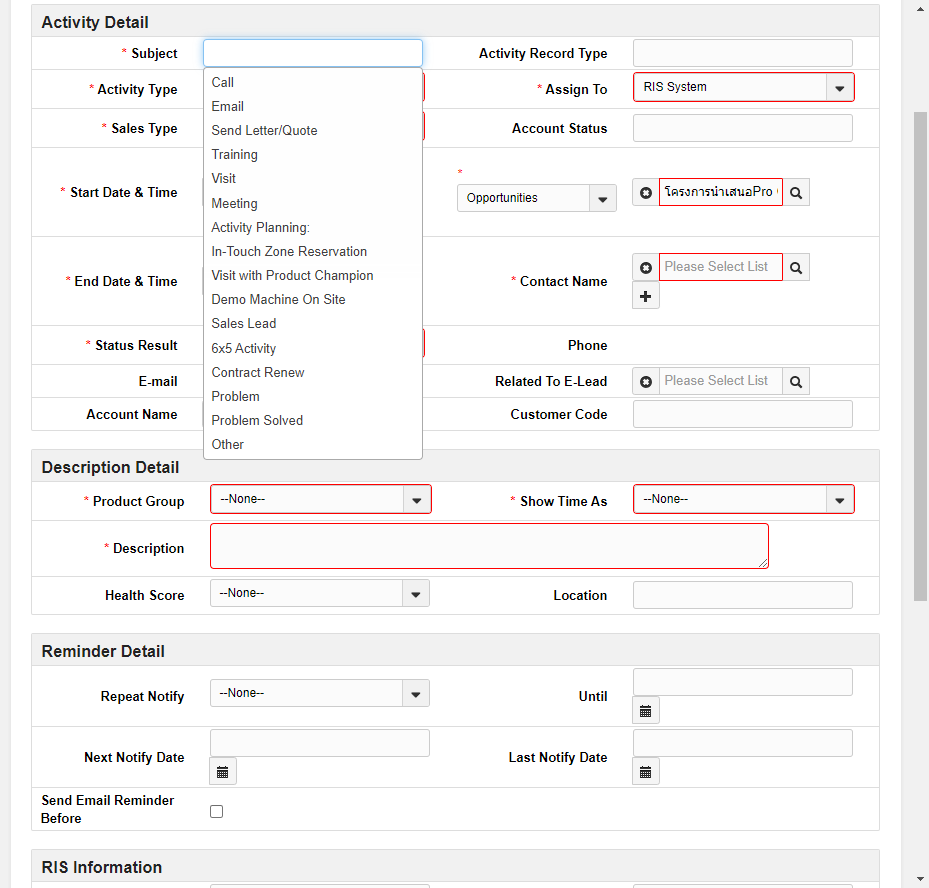 Activity Detail
* Subject
Activity Record Type
Call
Email
Send Letter/Quote
Training
Visit
Meeting
Activity Planning:
In-Touch Zone Reservation
Visit with Product Champion
Demo Machine On Site
Sales Lead
6x5 Activity
Contract Renew
Problem
Problem Solved
Other
* Activity Type
* Assign To
RIS System
* Sales Type
Account Status
* Start Date & Time
*
Opportunities
โครงการนำเสนอPro
* End Date & Time
* Contact Name
Please Select List
* Status Result
Phone
E-mail
Related To E-Lead
Please Select List
Account Name
Customer Code
Description Detail
* Product Group
--None--
* Show Time As
--None--
* Description
Health Score
--None--
Location
Reminder Detail
Repeat Notify
--None--
Until
Next Notify Date
Last Notify Date
Send Email Reminder
Before
RIS Information